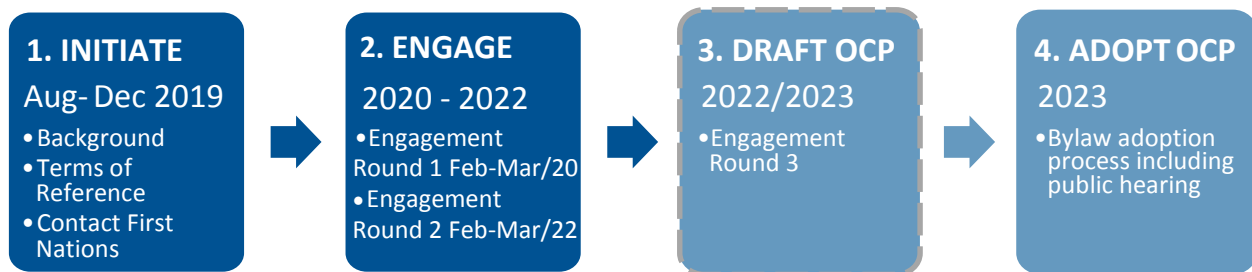 1. INITIATE
Aug- Dec 2019
• Background
• Terms of
Reference
• Contact First
Nations
2. ENGAGE
2020 - 2022
• Engagement
Round 1 Feb-Mar/20
• Engagement
Round 2 Feb-Mar/22
3. DRAFT OCP
2022/2023
• Engagement
Round 3
4. ADOPT OCP
2023
• Bylaw adoption
process including
public hearing